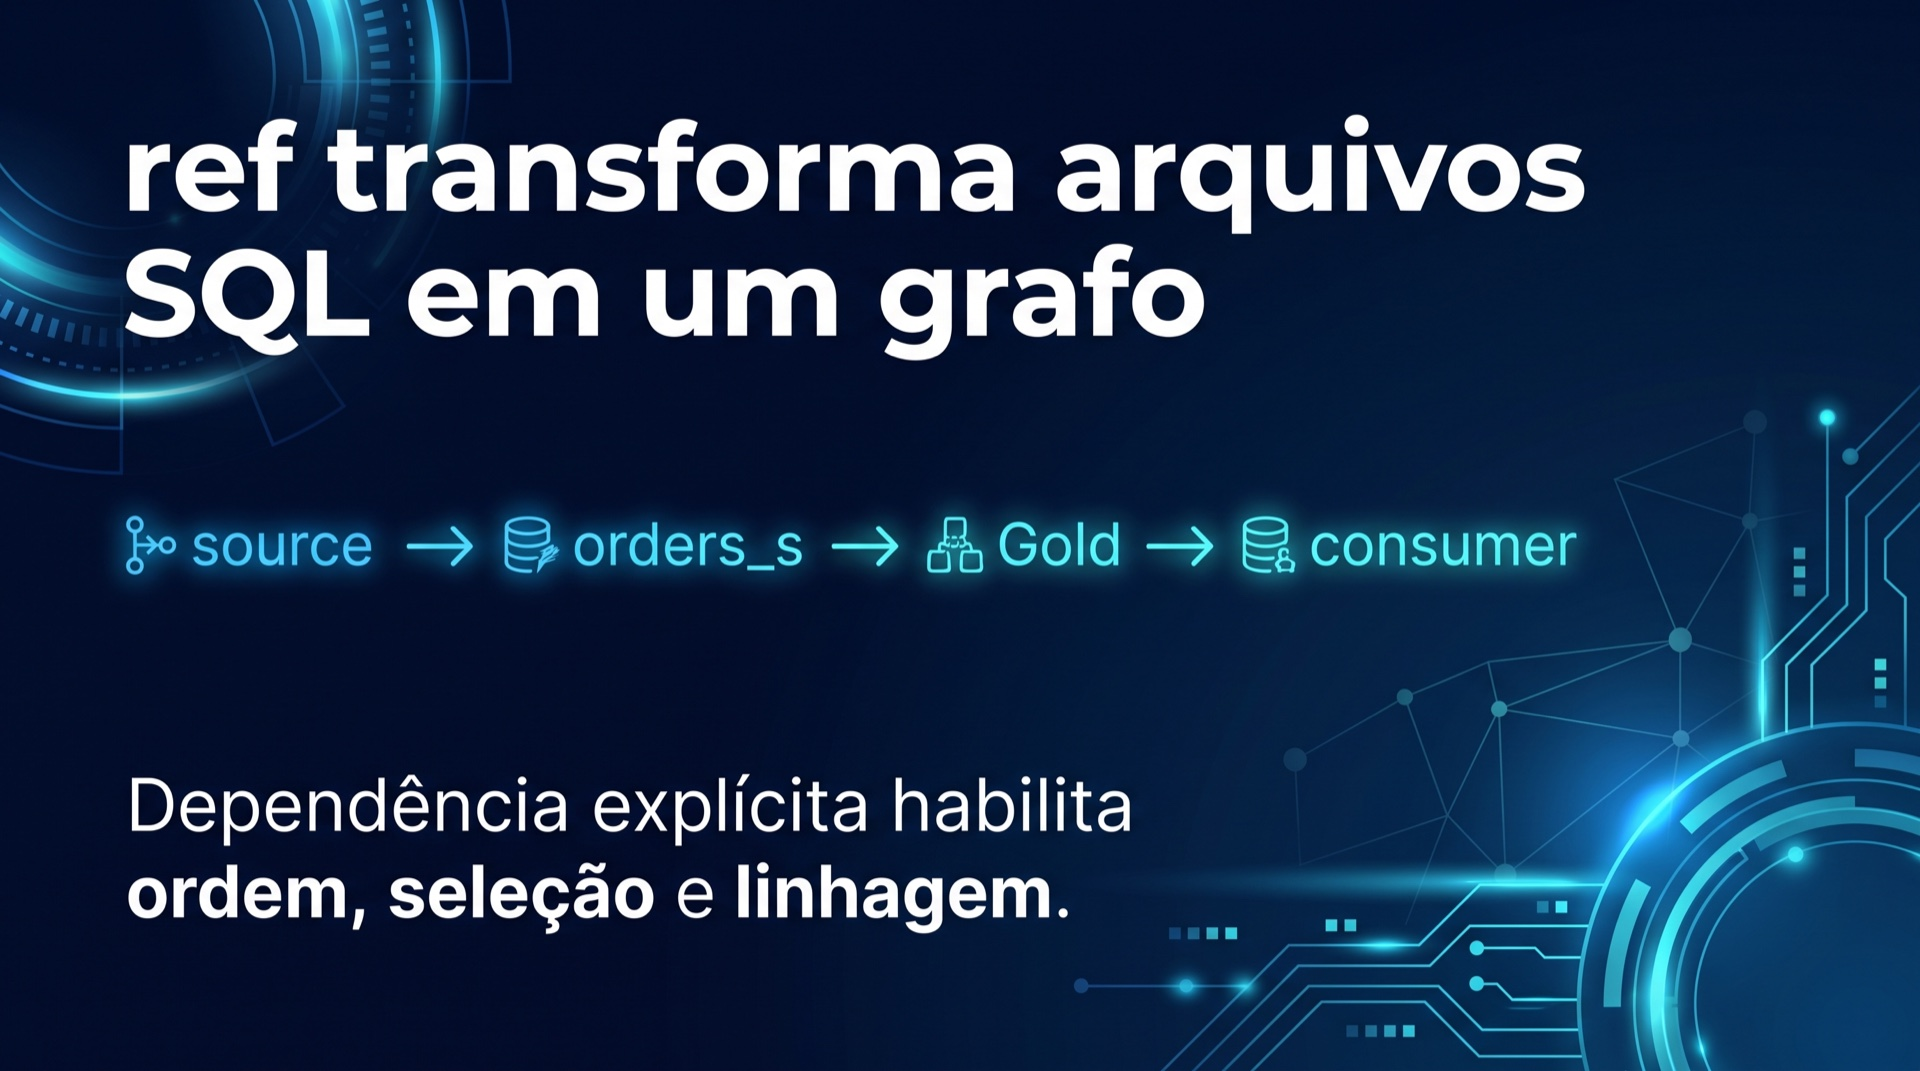 ref transforma arquivos
SQL em um grafo
source → orders_s → Gold → consumer
Dependência explícita habilita
ordem, seleção e linhagem.